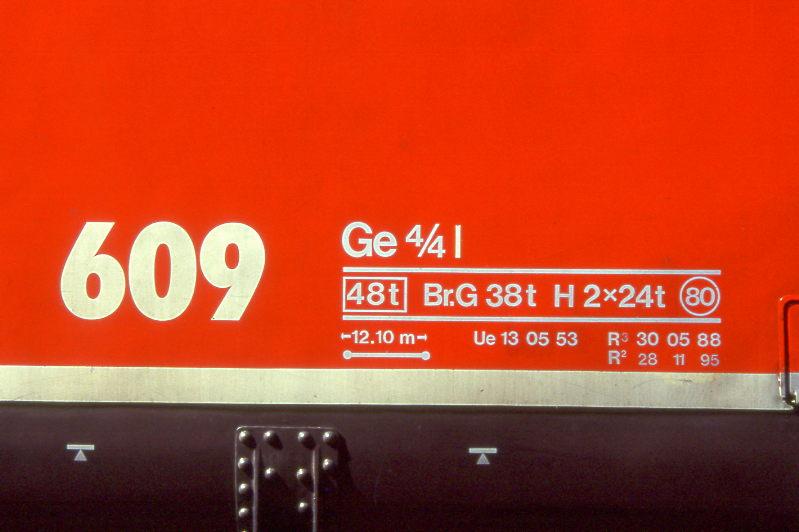 609
Ge 4/4 I
48t Br.G 38t H 2×24t 80
12.10 m Ue 13 05 53 R³ 30 05 88
R² 28 11 95